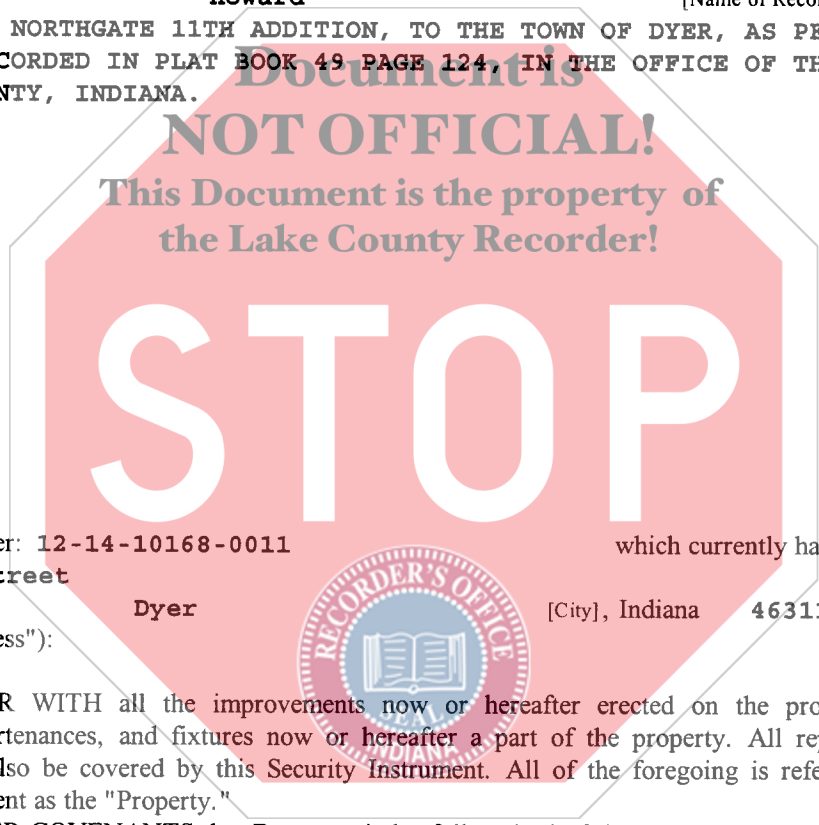 NORTHGATE 11TH ADDITION, TO THE TOWN OF DYER, AS PE
CORDED IN PLAT BOOK 49 PAGE 124, IN THE OFFICE OF TH
NTY, INDIANA.
Document is
NOT OFFICIAL!
This Document is the property of
the Lake County Recorder!
STOP
er: 12-14-10168-0011 which currently ha
treet
Dyer [City], Indiana 46311
ess"):
RECORDER'S OFFICE
SEAL
INDIANA
R WITH all the improvements now or hereafter erected on the pro
rtenances, and fixtures now or hereafter a part of the property. All rep
lso be covered by this Security Instrument. All of the foregoing is refe
ent as the "Property."